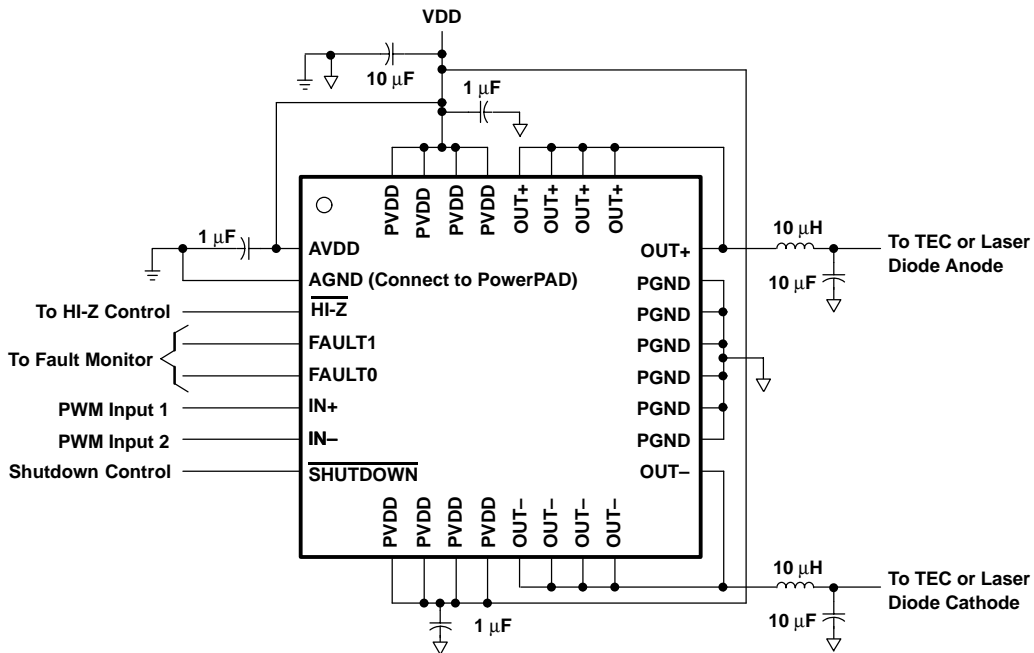 VDD
10 μF
1 μF
PVDD
PVDD
PVDD
PVDD
OUT+
OUT+
OUT+
OUT+
1 μF
AVDD
AGND (Connect to PowerPAD)
To HI-Z Control
HI-Z
To Fault Monitor
FAULT1
FAULT0
PWM Input 1
IN+
PWM Input 2
IN–
Shutdown Control
SHUTDOWN
OUT+
PGND
PGND
PGND
PGND
PGND
PGND
OUT–
10 μH
10 μF
To TEC or Laser
Diode Anode
PVDD
PVDD
PVDD
PVDD
OUT–
OUT–
OUT–
OUT–
1 μF
10 μH
10 μF
To TEC or Laser
Diode Cathode